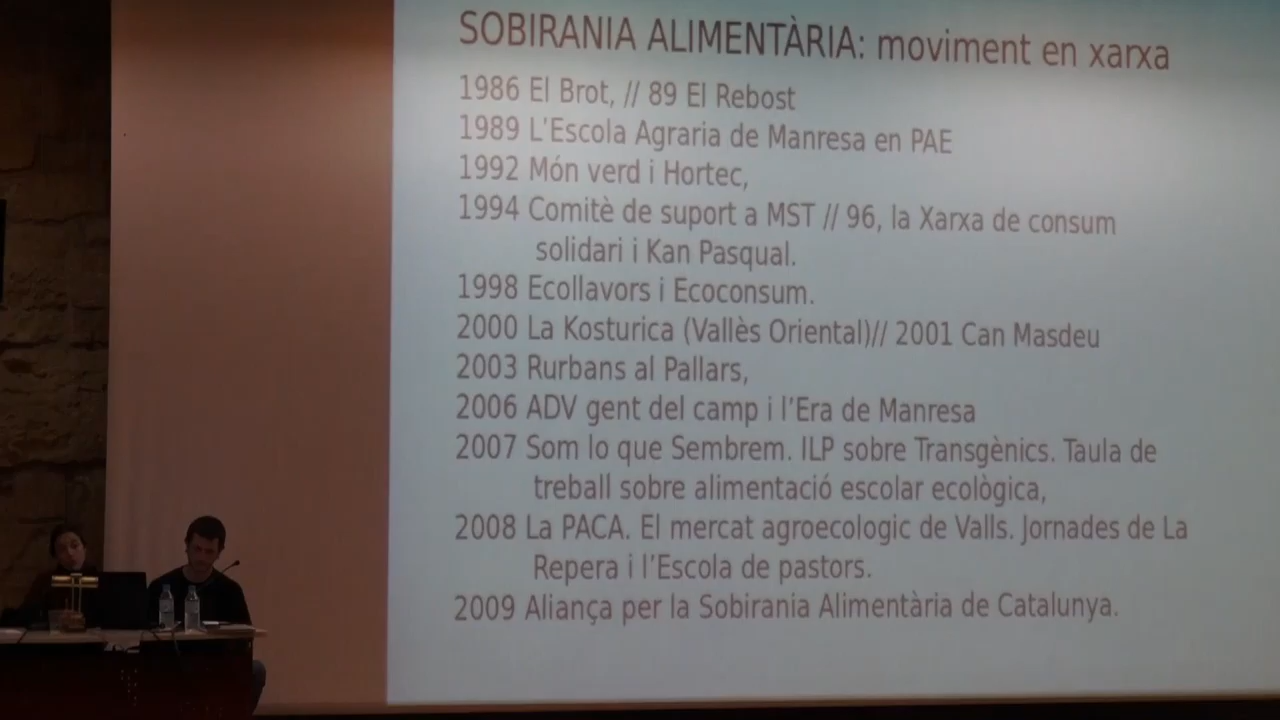 SOBIRANIA ALIMENTÀRIA: moviment en xarxa
1986 El Brot, // 89 El Rebost
1989 L'Escola Agraria de Manresa en PAE
1992 Món verd i Hortec,
1994 Comitè de suport a MST // 96, la Xarxa de consum
solidari i Kan Pasqual.
1998 Ecollavors i Ecoconsum.
2000 La Kosturica (Vallès Oriental)// 2001 Can Masdeu
2003 Rurbans al Pallars,
2006 ADV gent del camp i l'Era de Manresa
2007 Som lo que Sembrem. ILP sobre Transgènics. Taula de
treball sobre alimentació escolar ecològica,
2008 La PACA. El mercat agroecologic de Valls. Jornades de La
Repera i l'Escola de pastors.
2009 Aliança per la Sobirania Alimentària de Catalunya.